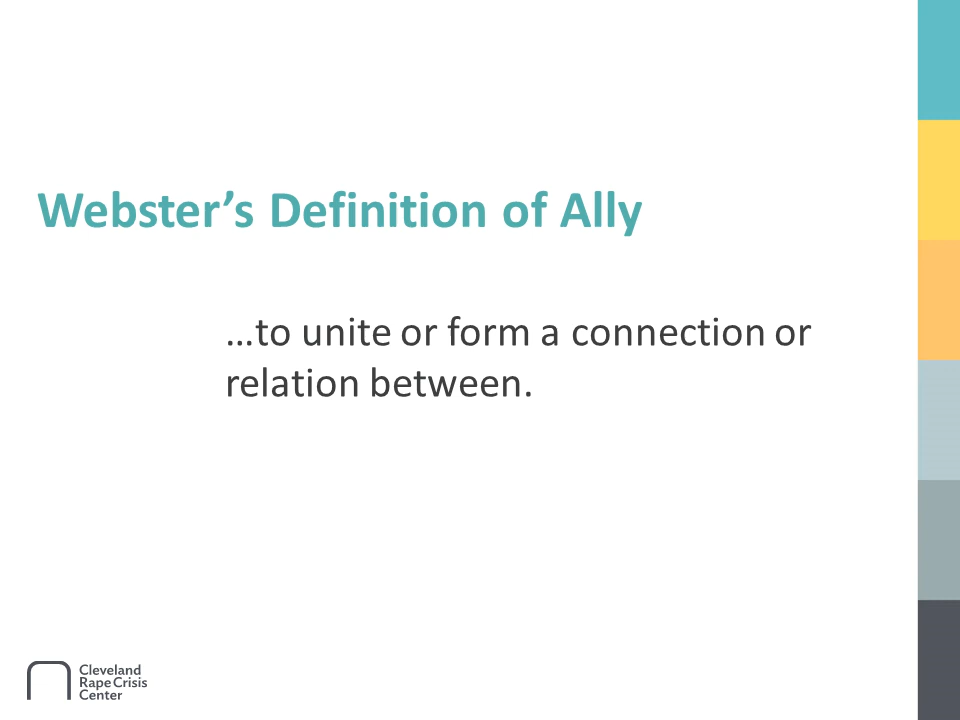 Webster’s Definition of Ally
…to unite or form a connection or
relation between.
Cleveland
Rape Crisis
Center